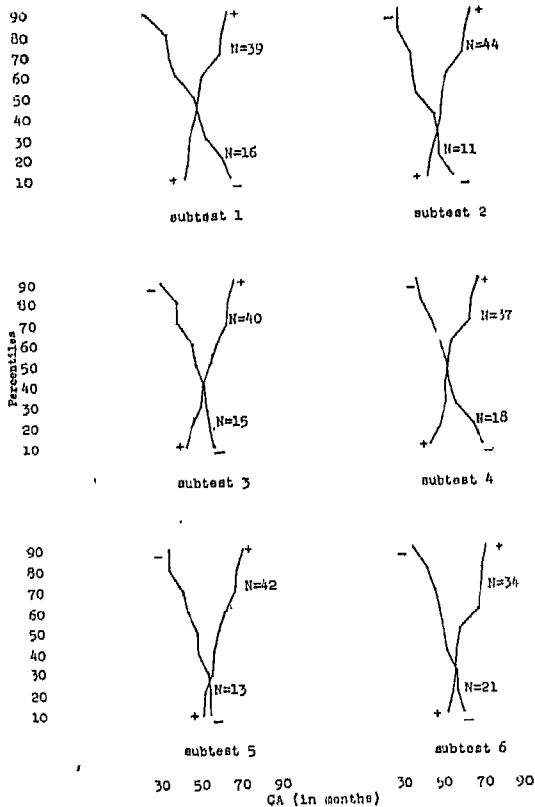 90
80
70
60
50
40
30
20
10
− +
N=39
N=16
+ −
subtest 1
− +
N=44
N=11
+ −
subtest 2
Percentiles
90
80
70
60
50
40
30
20
10
− +
N=40
N=15
+ −
subtest 3
− +
N=37
N=18
+ −
subtest 4
90
80
70
60
50
40
30
20
10
− +
N=42
N=13
+ −
subtest 5
− +
N=34
N=21
+ −
subtest 6
30 50 70 90 30 50 70 90
CA (in months)